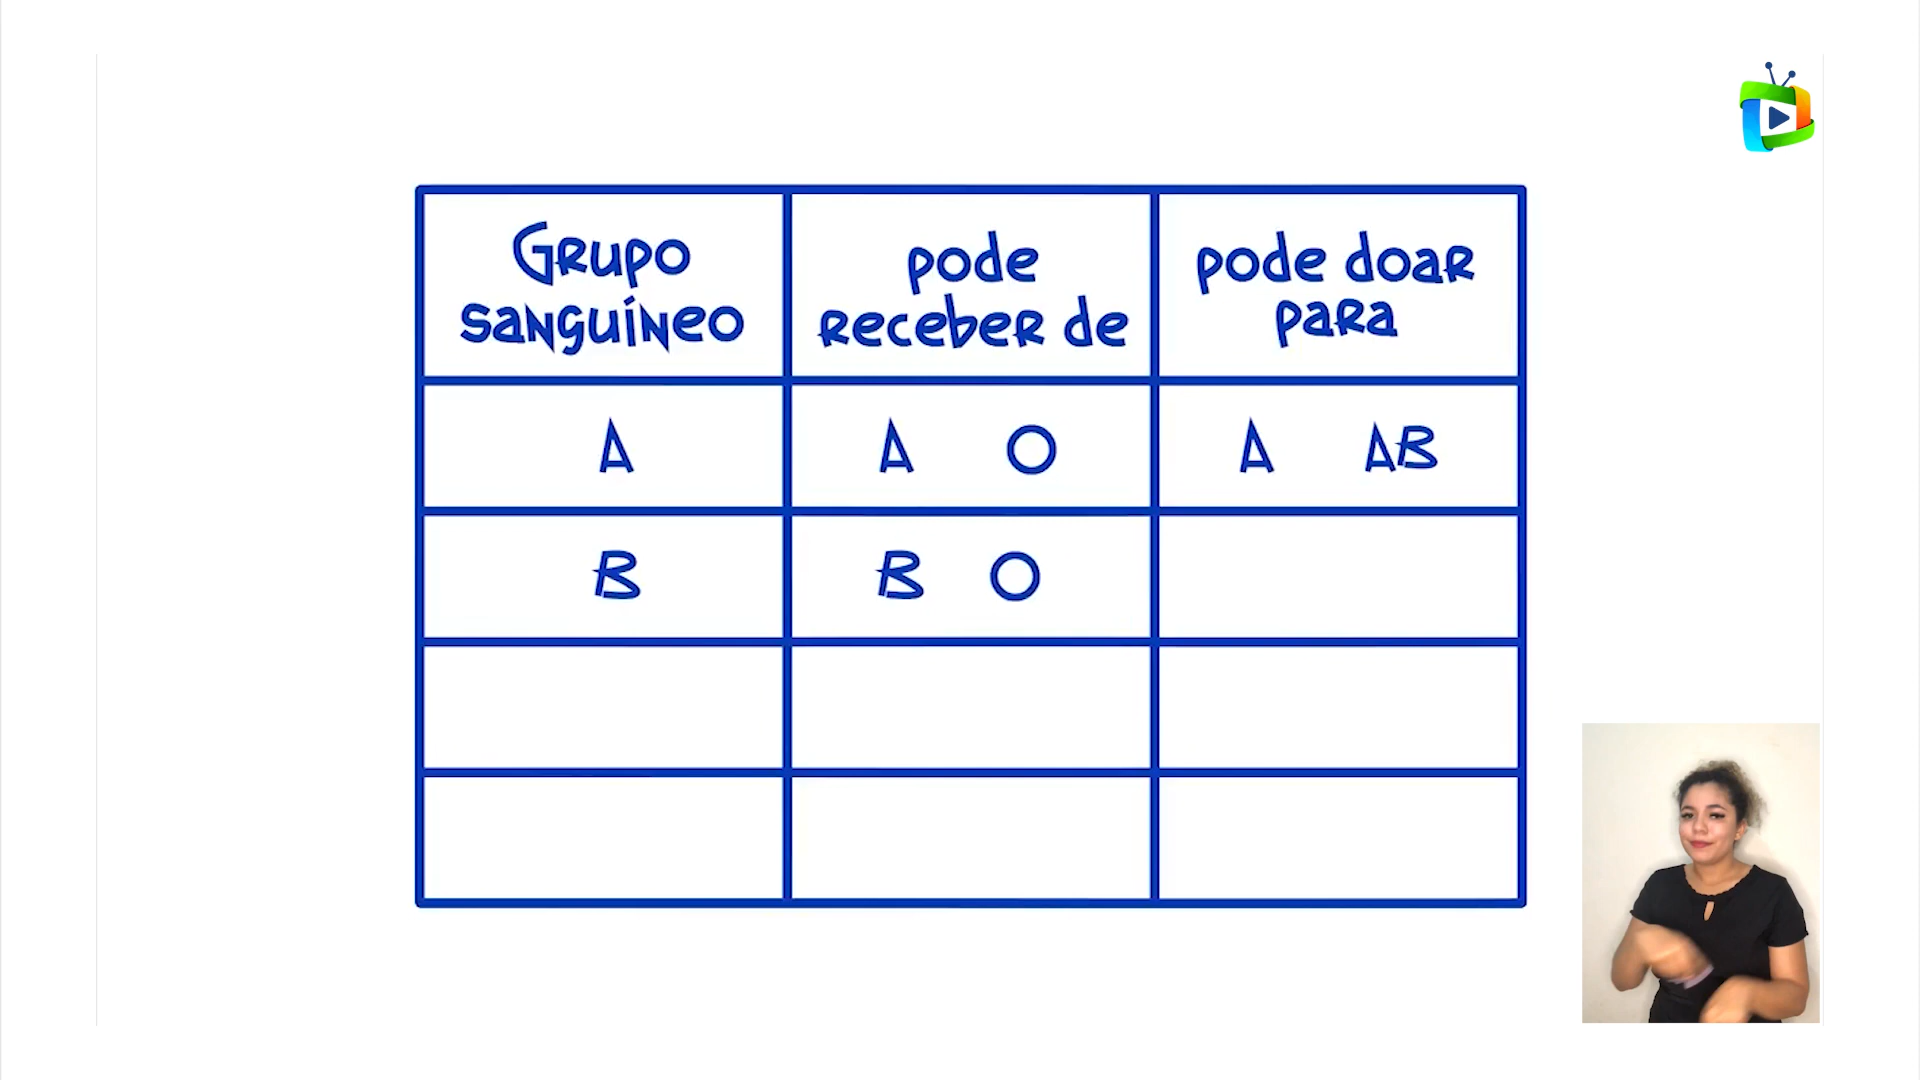 Grupo
sanguíneo
pode
receber de
pode doar
para
A
A O
A AB
B
B O